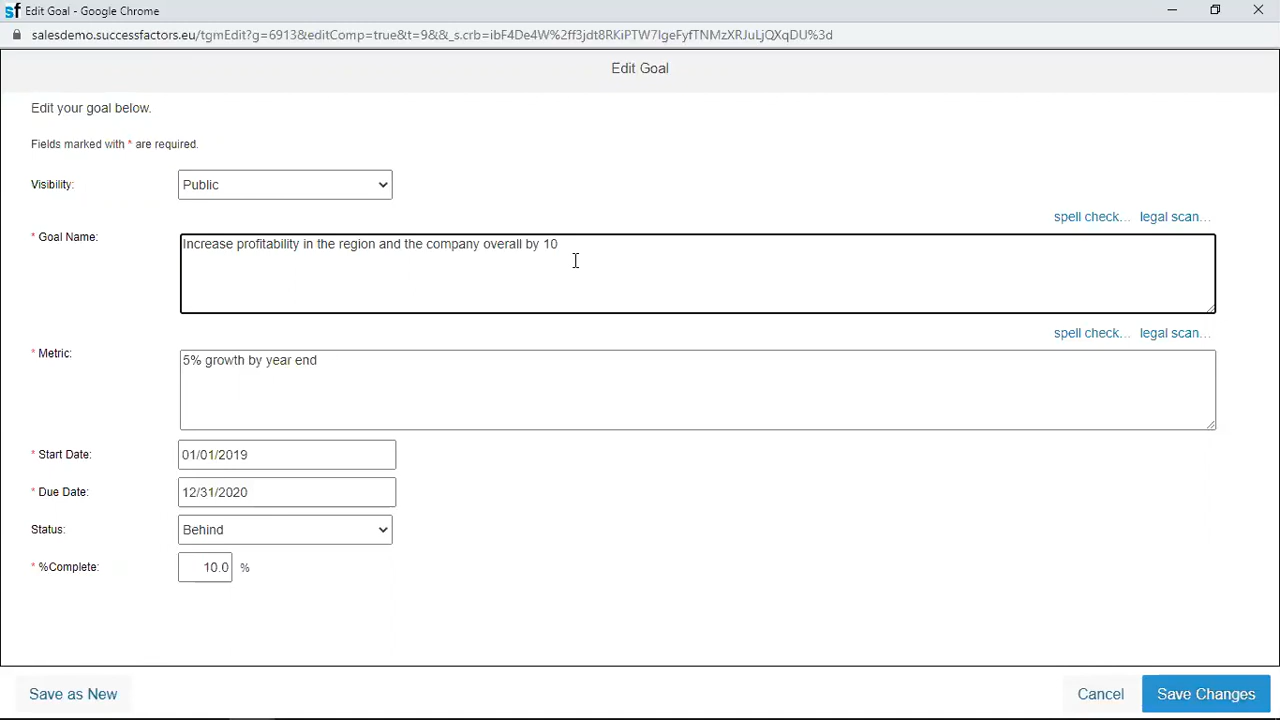 sf Edit Goal - Google Chrome
salesdemo.successfactors.eu/tgmEdit?g=6913&editComp=true&t=9&&_s.crb=ibF4De4W%2ff3jdt8RKiPTW7IgeFyfTNMzXRJuLjQXqDU%3d
Edit Goal
Edit your goal below.
Fields marked with * are required.
Visibility: Public
spell check... legal scan...
* Goal Name: Increase profitability in the region and the company overall by 10
spell check... legal scan...
* Metric: 5% growth by year end
* Start Date: 01/01/2019
* Due Date: 12/31/2020
Status: Behind
* %Complete: 10.0 %
Save as New Cancel Save Changes